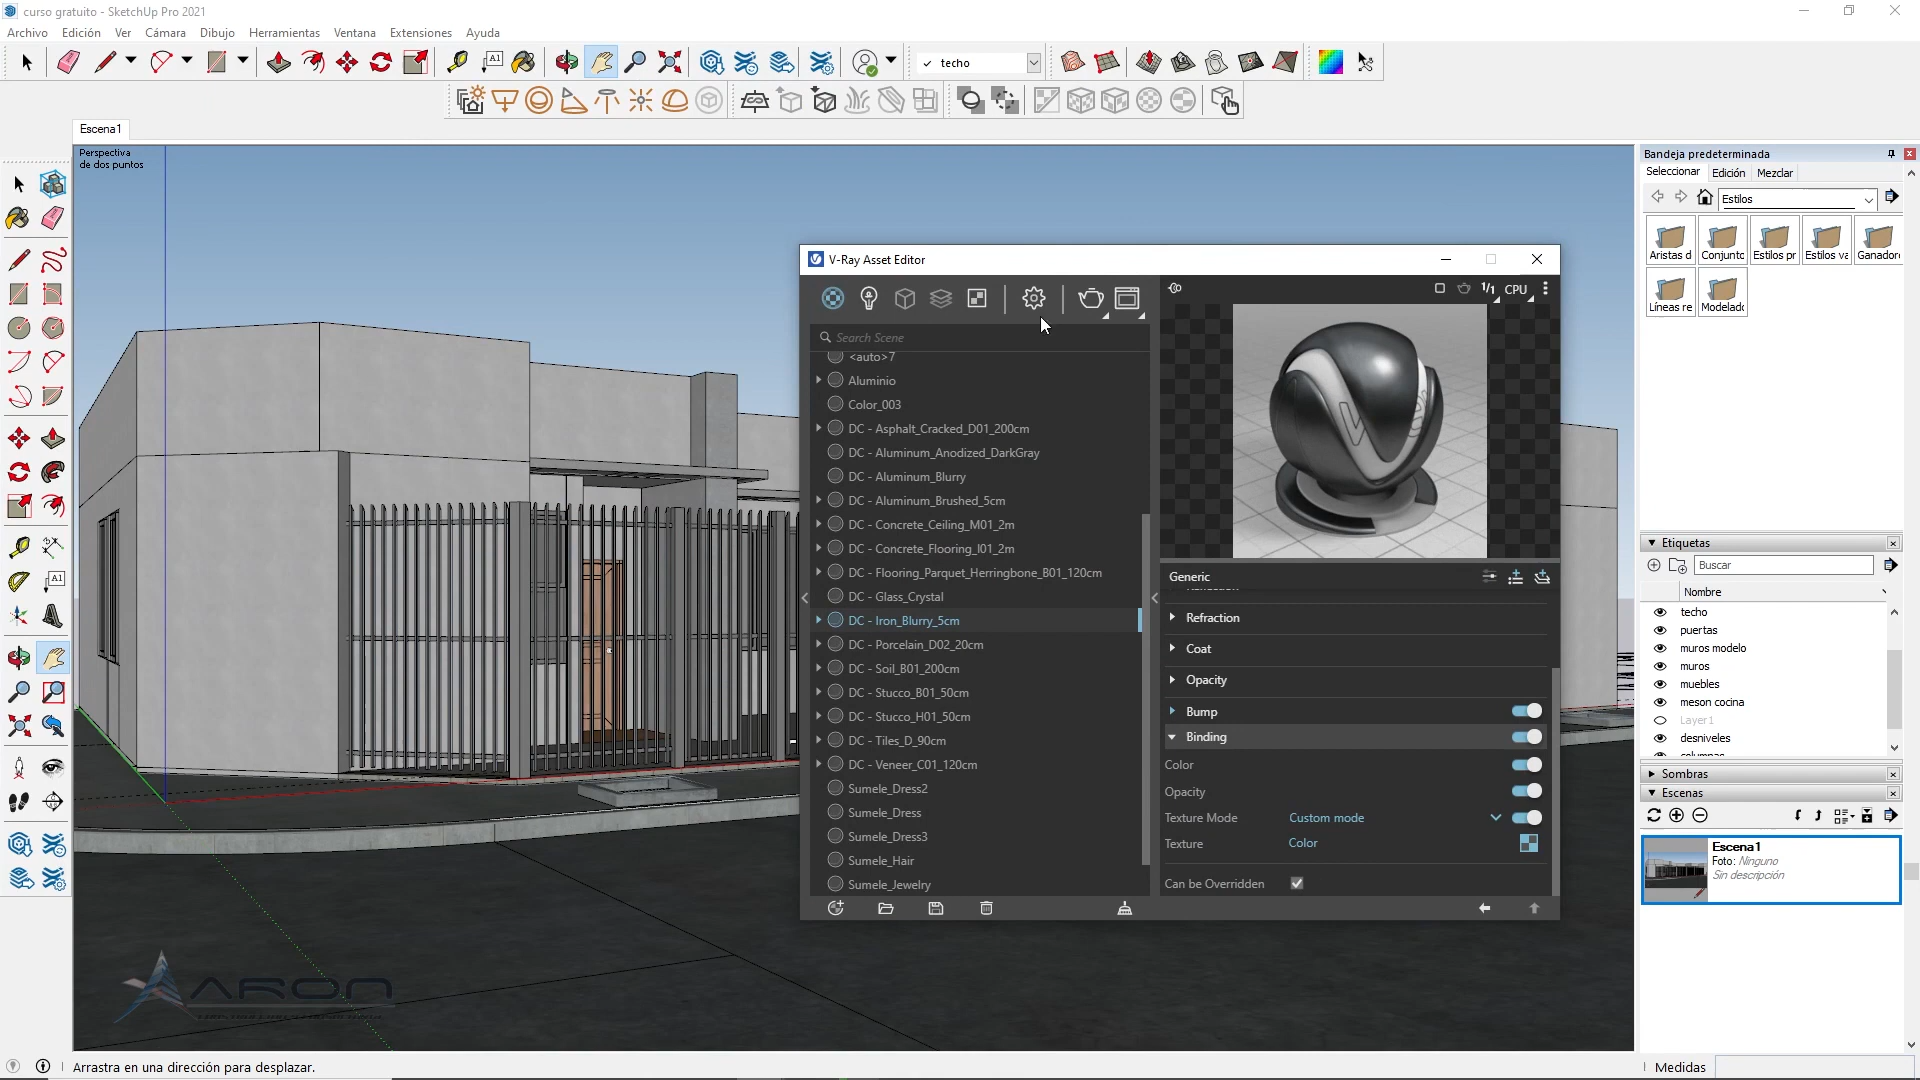 curso gratuito - SketchUp Pro 2021
Archivo Edición Ver Cámara Dibujo Herramientas Ventana Extensiones Ayuda
techo
Escena1
Perspectiva
de dos puntos
V-Ray Asset Editor
1/1 CPU
Search Scene
<auto>7
Aluminio
Color_003
DC - Asphalt_Cracked_D01_200cm
DC - Aluminum_Anodized_DarkGray
DC - Aluminum_Blurry
DC - Aluminum_Brushed_5cm
DC - Concrete_Ceiling_M01_2m
DC - Concrete_Flooring_I01_2m
DC - Flooring_Parquet_Herringbone_B01_120cm
DC - Glass_Crystal
DC - Iron_Blurry_5cm
DC - Porcelain_D02_20cm
DC - Soil_B01_200cm
DC - Stucco_B01_50cm
DC - Stucco_H01_50cm
DC - Tiles_D_90cm
DC - Veneer_C01_120cm
Sumele_Dress2
Sumele_Dress
Sumele_Dress3
Sumele_Hair
Sumele_Jewelry
Generic
Refraction
Coat
Opacity
Bump
Binding
Color
Opacity
Texture Mode Custom mode
Texture Color
Can be Overridden
Bandeja predeterminada
Seleccionar Edición Mezclar
Estilos
Aristas d Conjunto Estilos pr Estilos va Ganador
Líneas re Modelado
Etiquetas
Buscar
Nombre
techo
puertas
muros modelo
muros
muebles
meson cocina
Layer1
desniveles
Sombras
Escenas
Escena1
Foto: Ninguno
Sin descripción
ARON
Arrastra en una dirección para desplazar.
Medidas